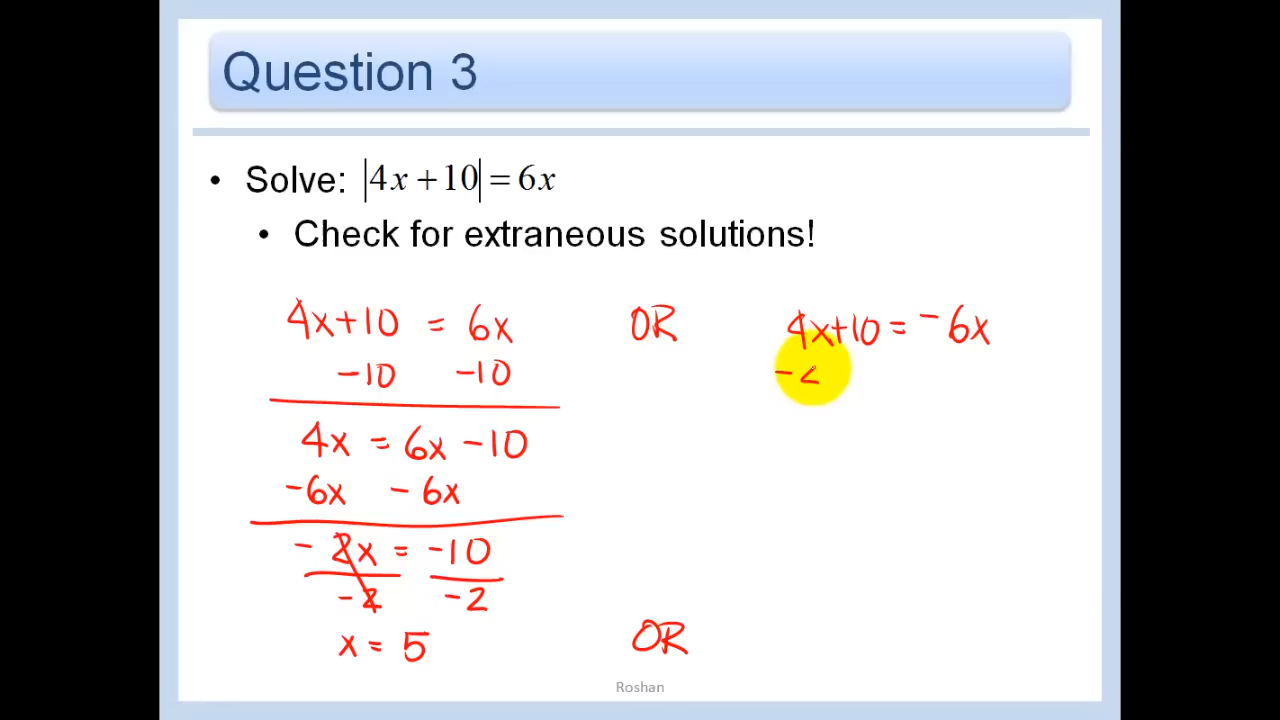 Question 3
• Solve: |4x + 10| = 6x
• Check for extraneous solutions!
4x+10 = 6x OR 4x+10 = -6x
-10 -10 -4
4x = 6x -10
-6x -6x
-2x = -10
-2 -2
x = 5 OR
Roshan